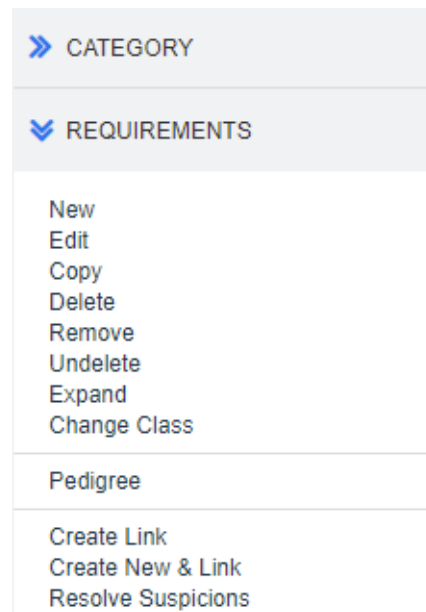 CATEGORY
REQUIREMENTS
New
Edit
Copy
Delete
Remove
Undelete
Expand
Change Class
Pedigree
Create Link
Create New & Link
Resolve Suspicions